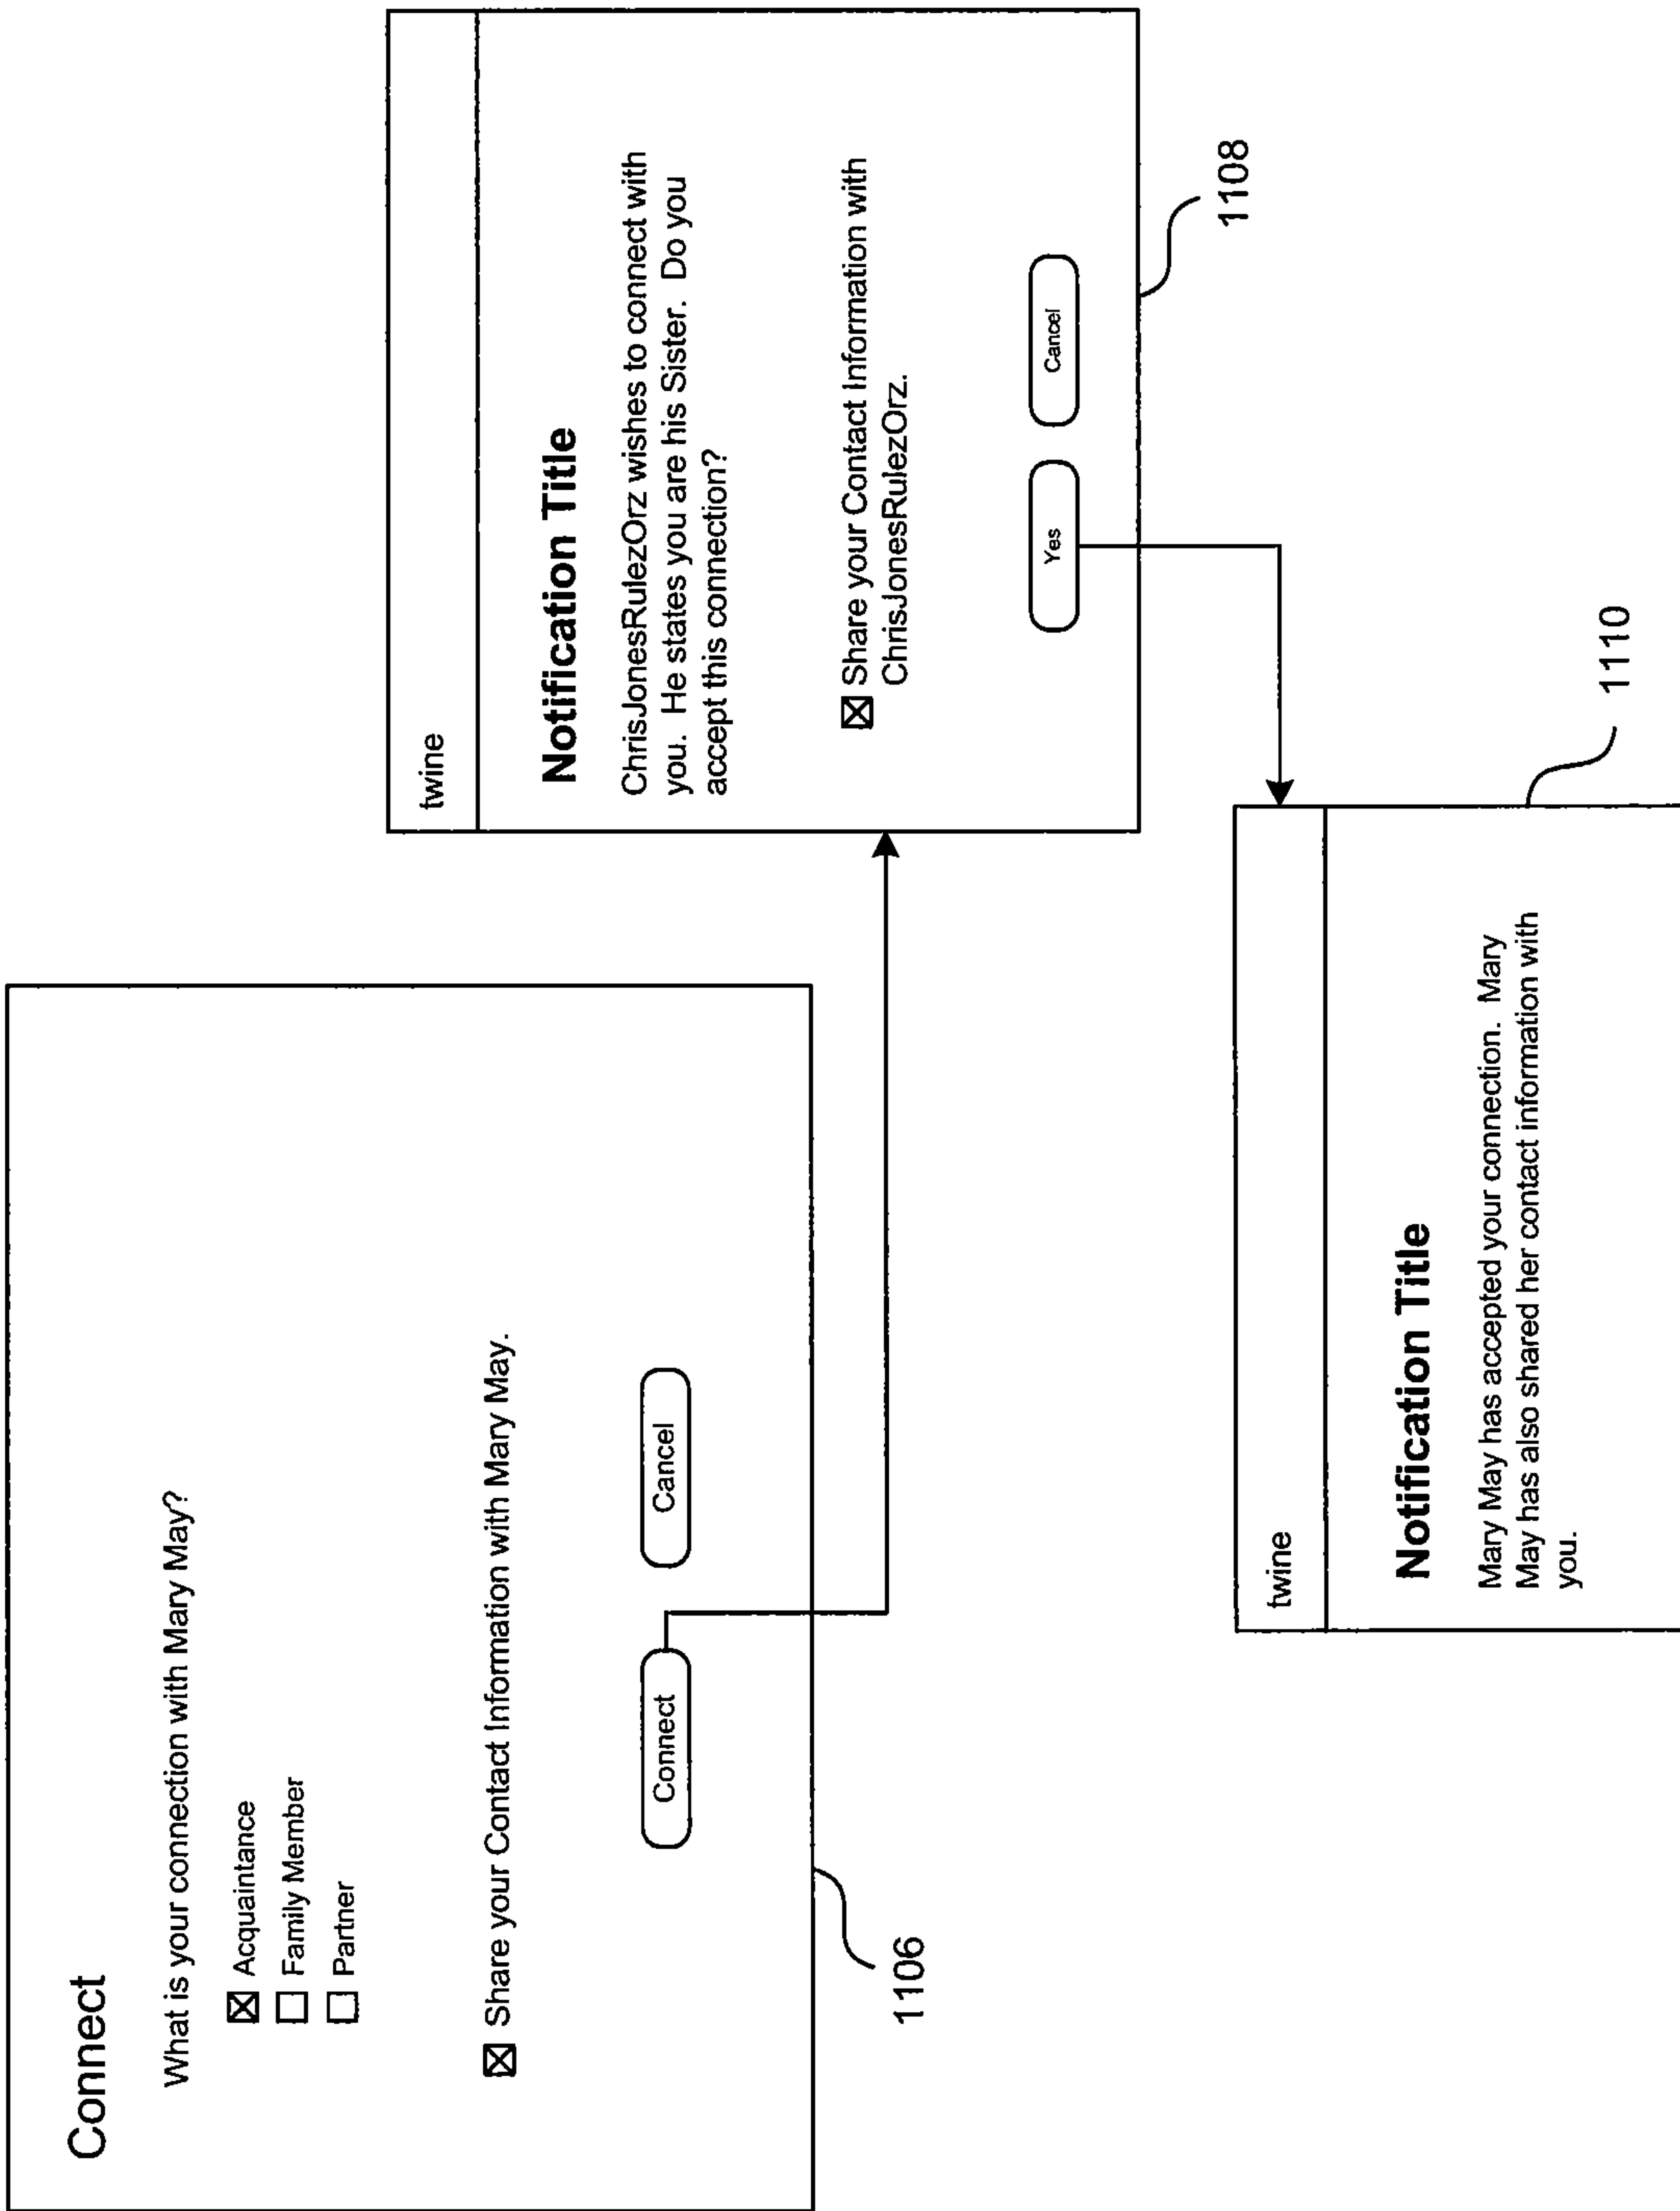 Connect
What is your connection with Mary May?
Acquaintance
Family Member
Partner
Share your Contact Information with Mary May.
Connect
Cancel
1106
twine
Notification Title
ChrisJonesRulezOrz wishes to connect with
you. He states you are his Sister. Do you
accept this connection?
Share your Contact Information with
ChrisJonesRulezOrz.
Yes
Cancel
1108
twine
Notification Title
Mary May has accepted your connection. Mary
May has also shared her contact information with
you.
1110